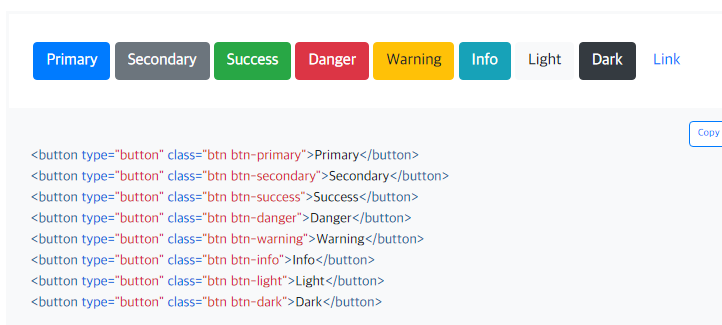 Primary Secondary Success Danger Warning Info Light Dark Link
Copy
<button type="button" class="btn btn-primary">Primary</button>
<button type="button" class="btn btn-secondary">Secondary</button>
<button type="button" class="btn btn-success">Success</button>
<button type="button" class="btn btn-danger">Danger</button>
<button type="button" class="btn btn-warning">Warning</button>
<button type="button" class="btn btn-info">Info</button>
<button type="button" class="btn btn-light">Light</button>
<button type="button" class="btn btn-dark">Dark</button>